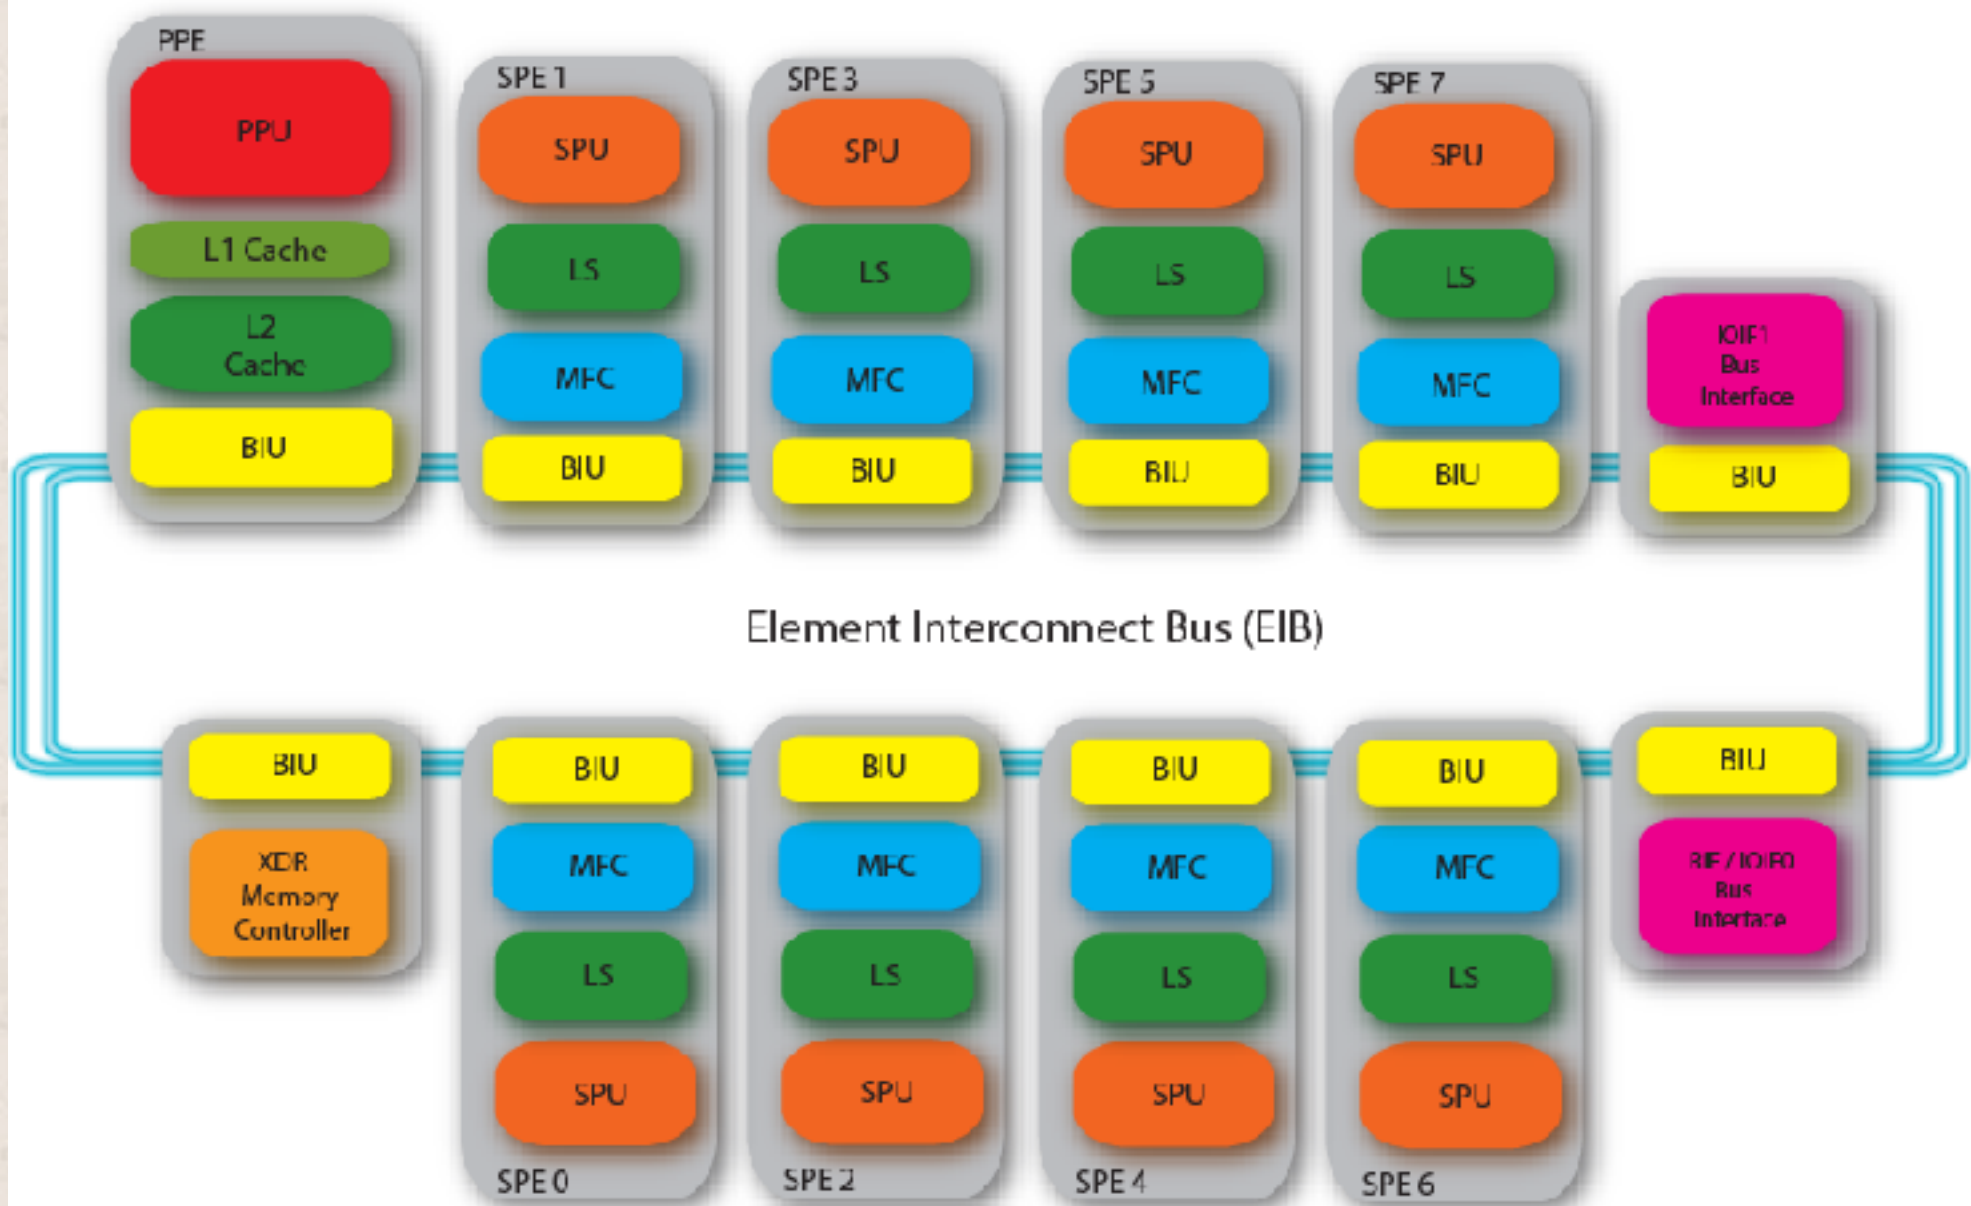 PPE
PPU
L1 Cache
L2
Cache
BIU
SPE 1
SPU
LS
MFC
BIU
SPE 3
SPU
LS
MFC
BIU
SPE 5
SPU
LS
MFC
BIU
SPE 7
SPU
LS
MFC
BIU
IOIF1
Bus
Interface
BIU
Element Interconnect Bus (EIB)
BIU
XDR
Memory
Controller
BIU
MFC
LS
SPU
SPE 0
BIU
MFC
LS
SPU
SPE 2
BIU
MFC
LS
SPU
SPE 4
BIU
MFC
LS
SPU
SPE 6
BIU
BIF / IOIF0
Bus
Interface